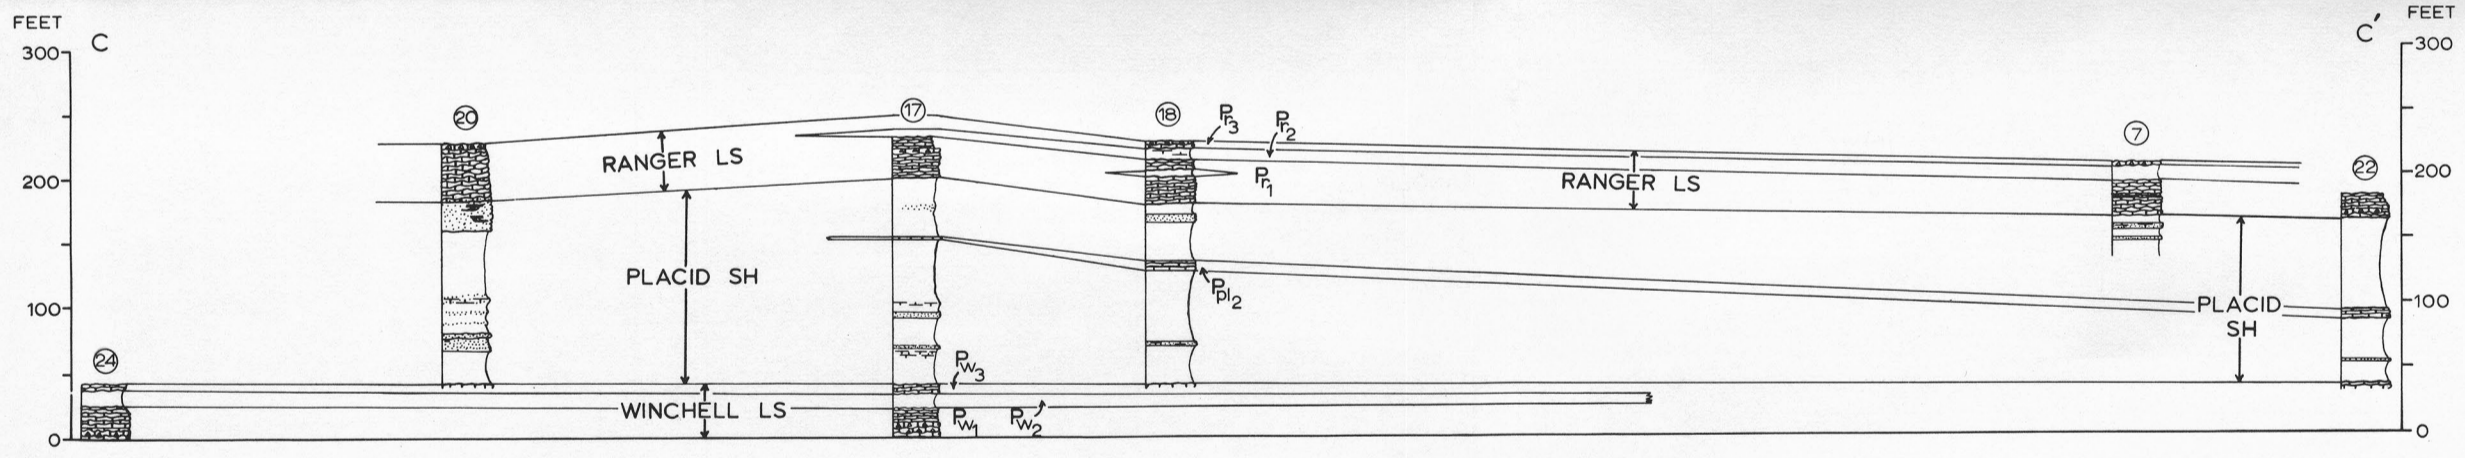 FEET
FEET
C
C′
300
300
20
17
18
Pr3
Pr2
7
RANGER LS
Pr1
RANGER LS
22
200
200
PLACID SH
Ppl2
PLACID
SH
100
100
24
Pw3
WINCHELL LS
Pw1
Pw2
0
0